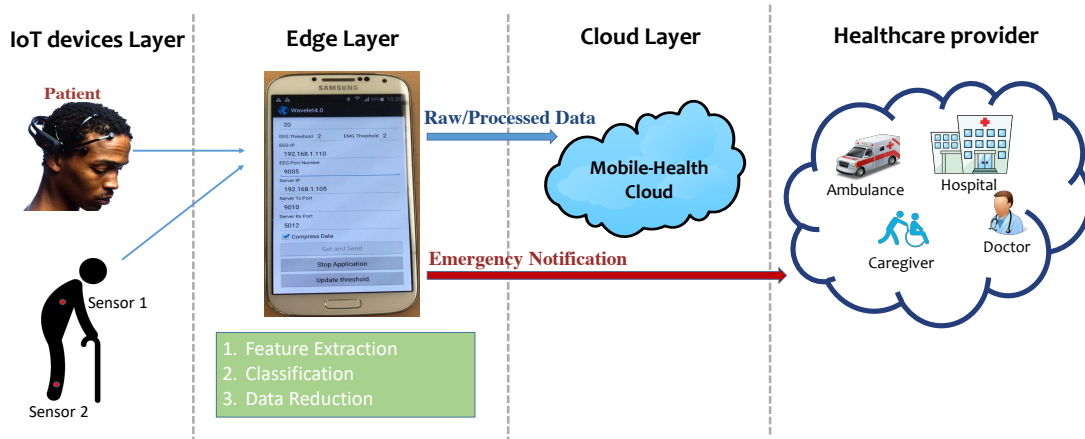 IoT devices Layer
Edge Layer
Cloud Layer
Healthcare provider
Patient
SAMSUNG
Wavelet4.0
20
EEG Threshold 2 EMG Threshold 2
EEG IP
192.168.1.110
EEG Port Number
9005
Server IP
192.168.1.105
Server Tx Port
9010
Server Rx Port
5012
Compress Data
Get and Send
Stop Application
Update threshold
Raw/Processed Data
Mobile-Health
Cloud
Emergency Notification
Ambulance
Hospital
Caregiver
Doctor
Sensor 1
Sensor 2
1. Feature Extraction
2. Classification
3. Data Reduction